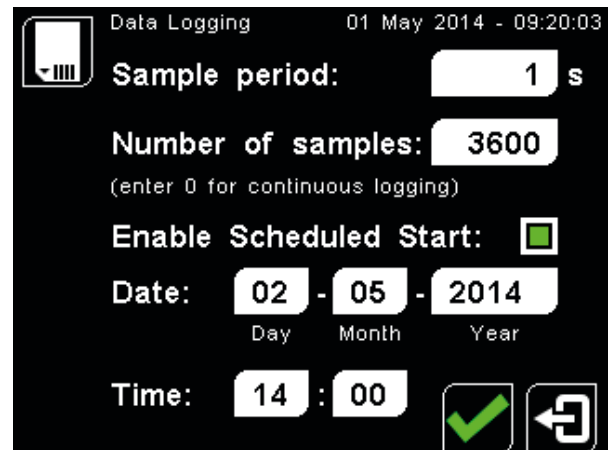 Data Logging 01 May 2014 - 09:20:03
Sample period: 1 s
Number of samples: 3600
(enter 0 for continuous logging)
Enable Scheduled Start:
Date: 02 - 05 - 2014
Day Month Year
Time: 14 : 00